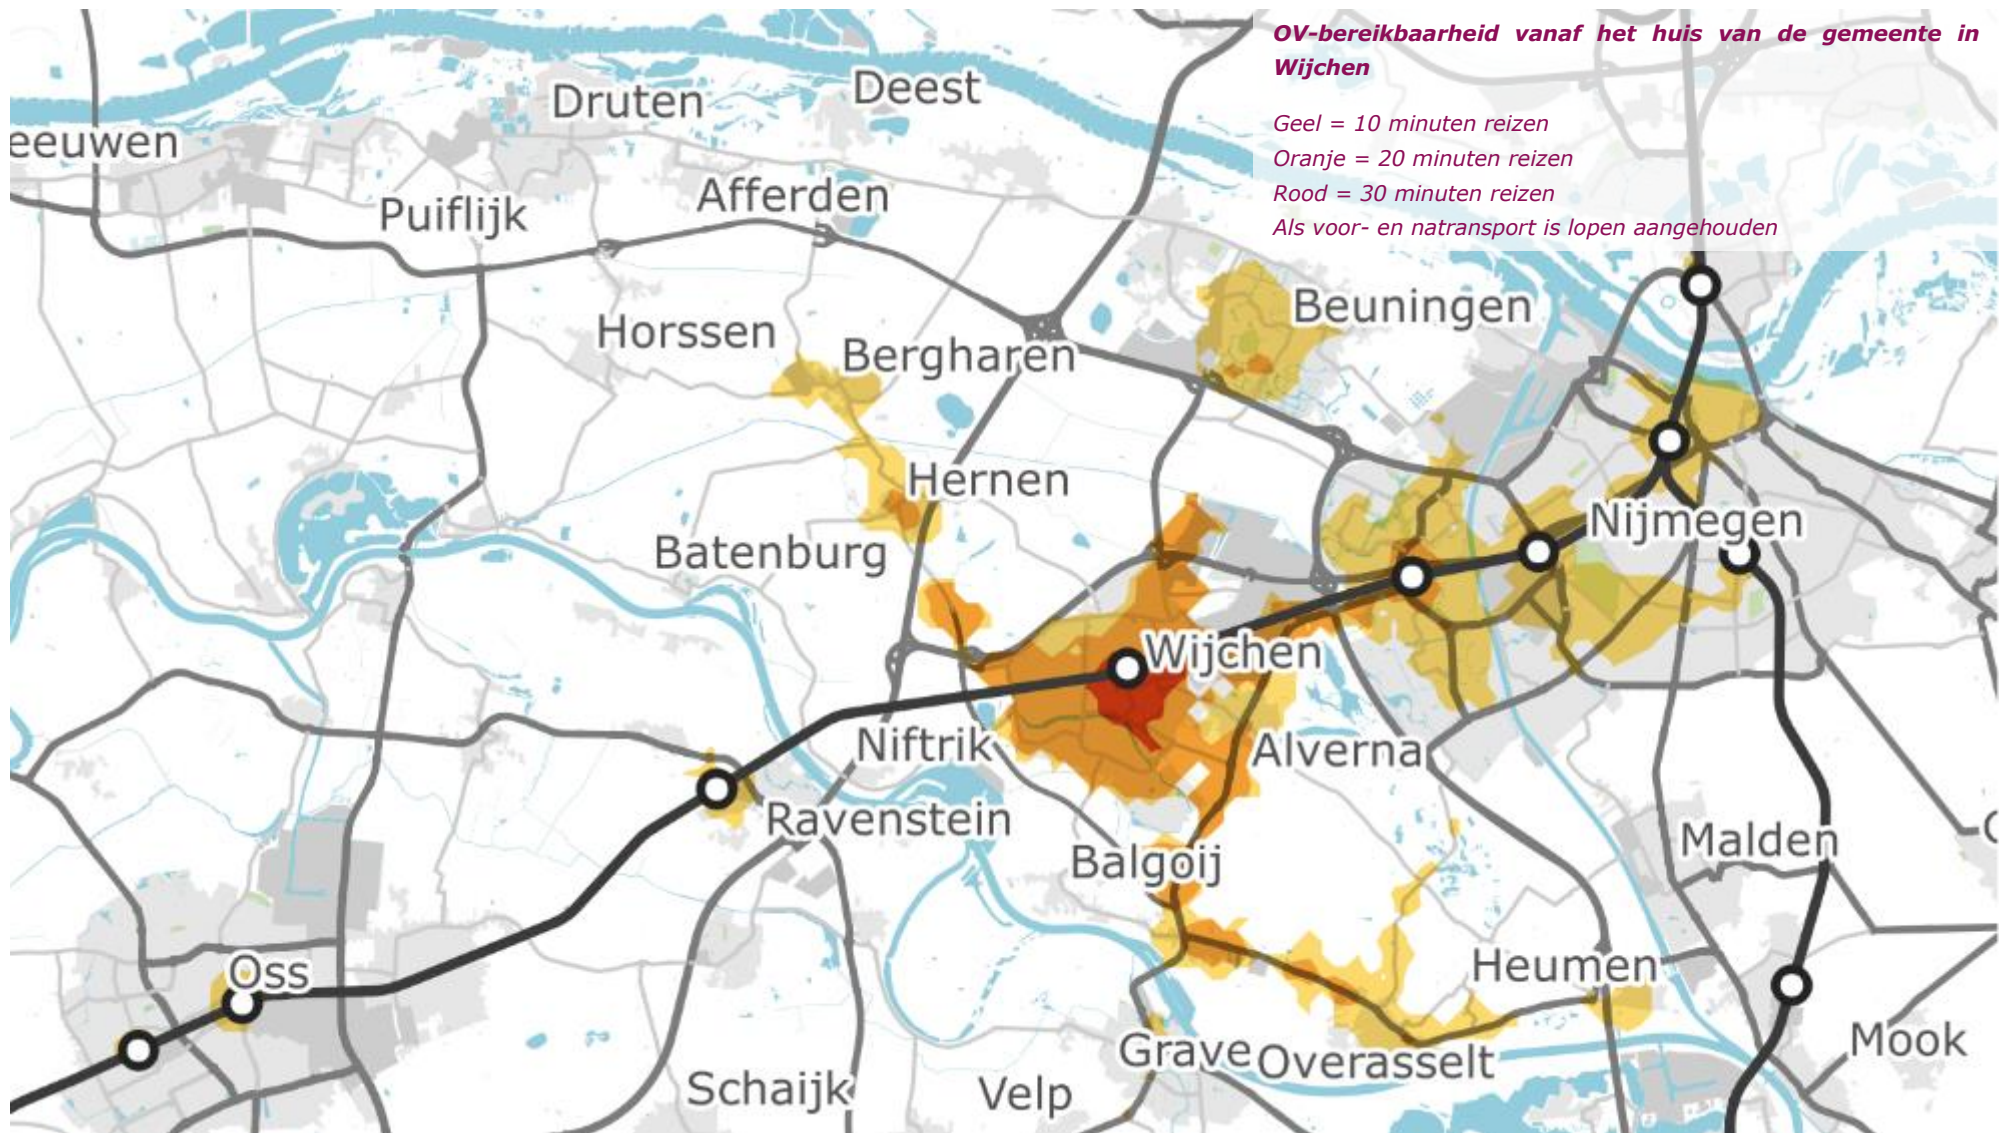 OV-bereikbaarheid vanaf het huis van de gemeente in
Wijchen
Geel = 10 minuten reizen
Oranje = 20 minuten reizen
Rood = 30 minuten reizen
Als voor- en natransport is lopen aangehouden
Deest
Druten
eeuwen
Afferden
Puiflijk
Beuningen
Horssen
Bergharen
Hernen
Nijmegen
Batenburg
Wijchen
Niftrik
Alverna
Ravenstein
Malden
Balgoij
Heumen
Oss
Mook
Grave
Overasselt
Schaijk
Velp